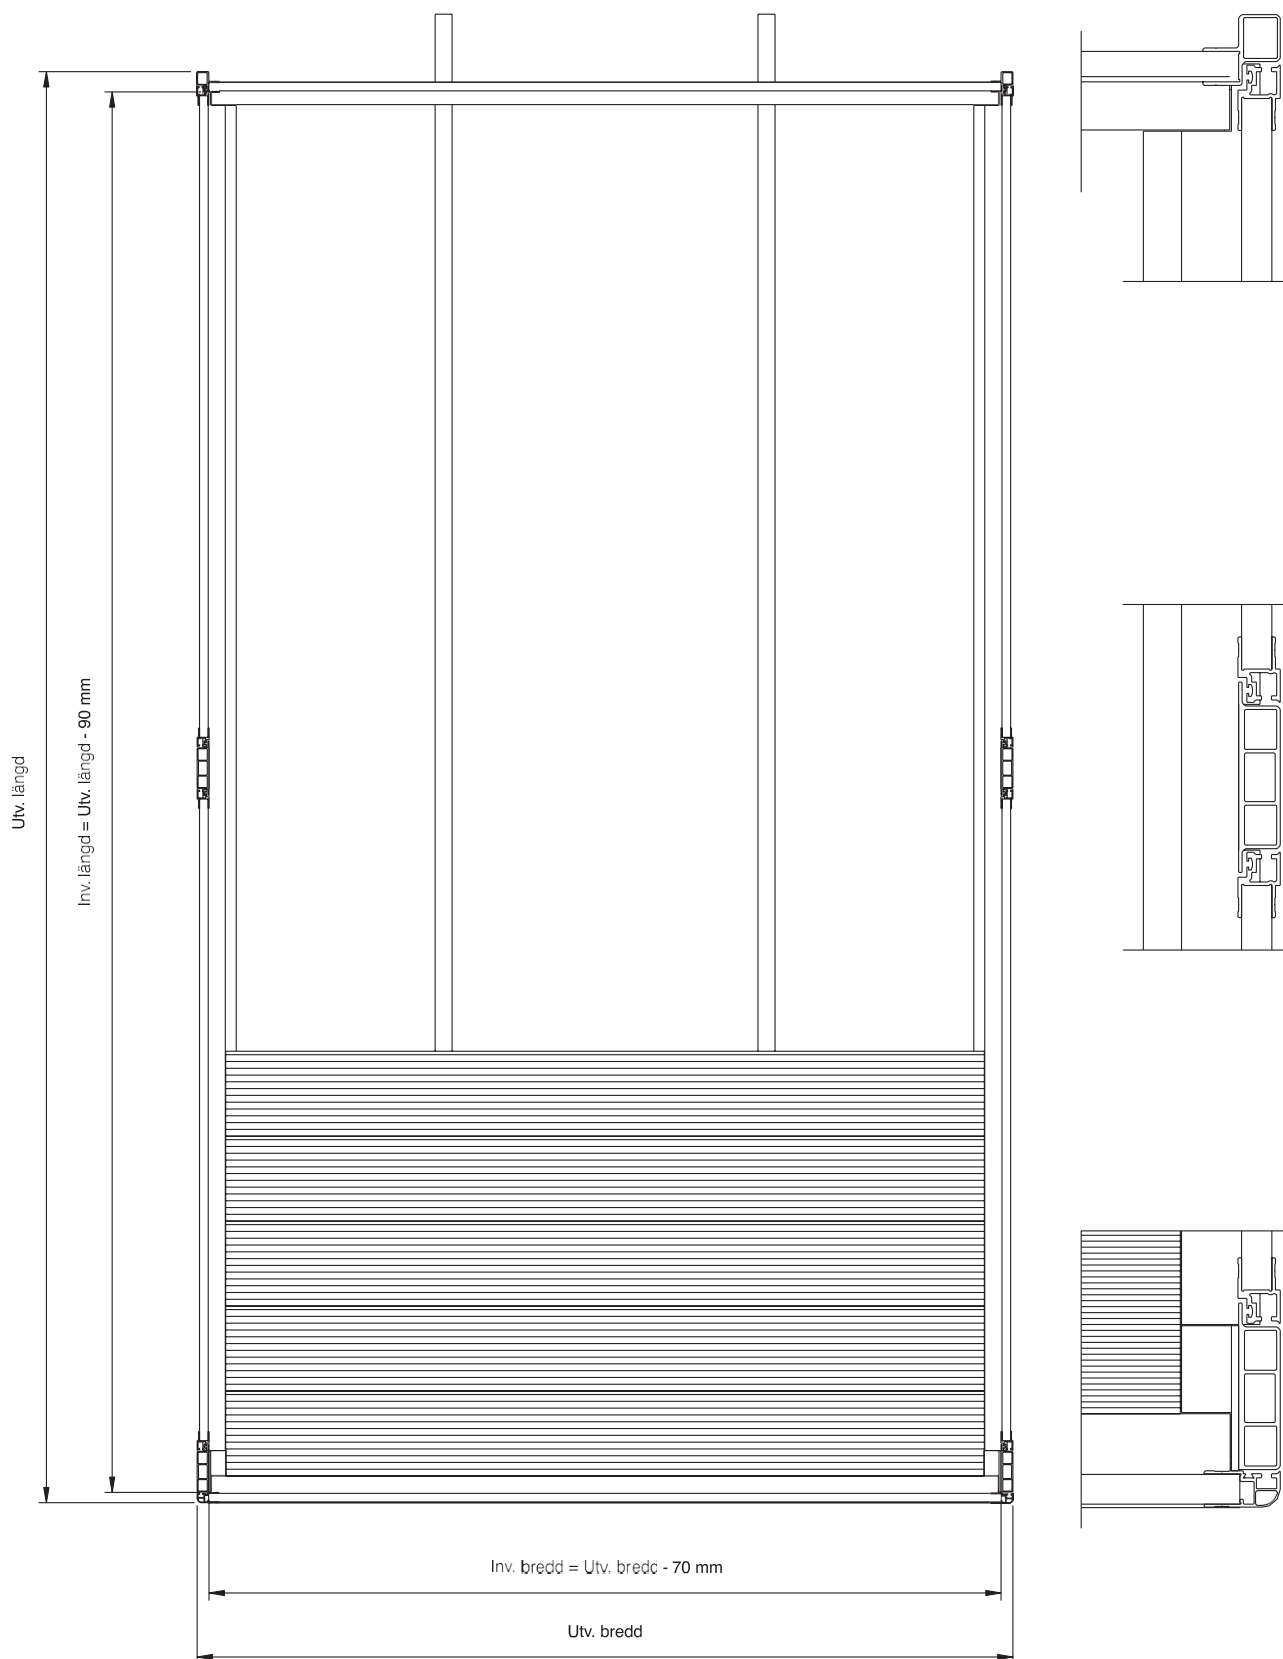 Utv. längd
Inv. längd = Utv. längd - 90 mm
Inv. bredd = Utv. bredd - 70 mm
Utv. bredd